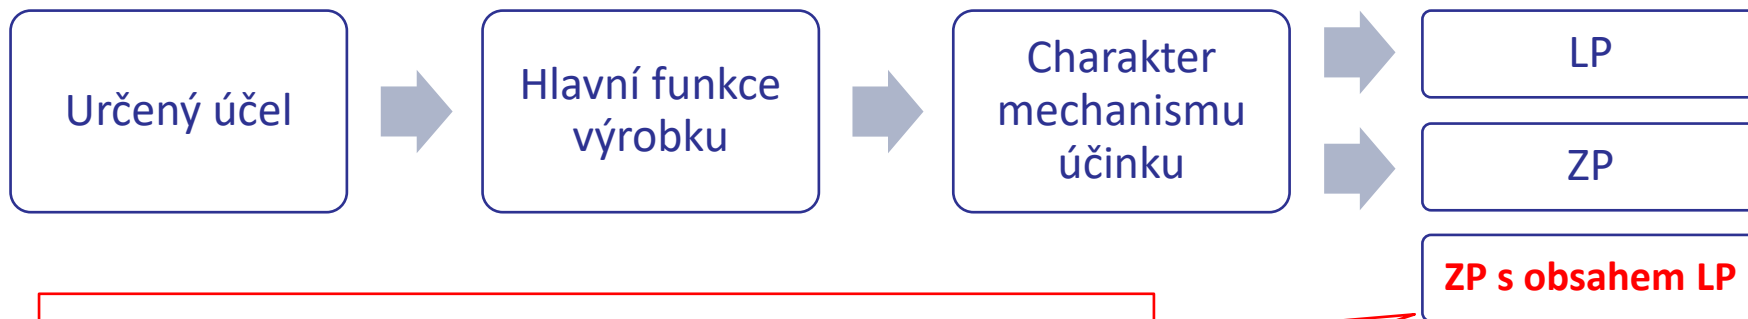 Určený účel
Hlavní funkce
výrobku
Charakter
mechanismu
účinku
LP
ZP
ZP s obsahem LP